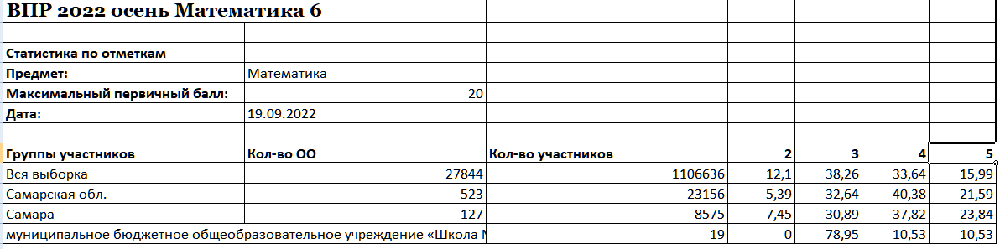 ВПР 2022 осень Математика 6
Статистика по отметкам
Предмет: Математика
Максимальный первичный балл: 20
Дата: 19.09.2022
Группы участников Кол-во ОО Кол-во участников 2 3 4 5
Вся выборка 27844 1106636 12,1 38,26 33,64 15,99
Самарская обл. 523 23156 5,39 32,64 40,38 21,59
Самара 127 8575 7,45 30,89 37,82 23,84
муниципальное бюджетное общеобразовательное учреждение «Школа 19 0 78,95 10,53 10,53